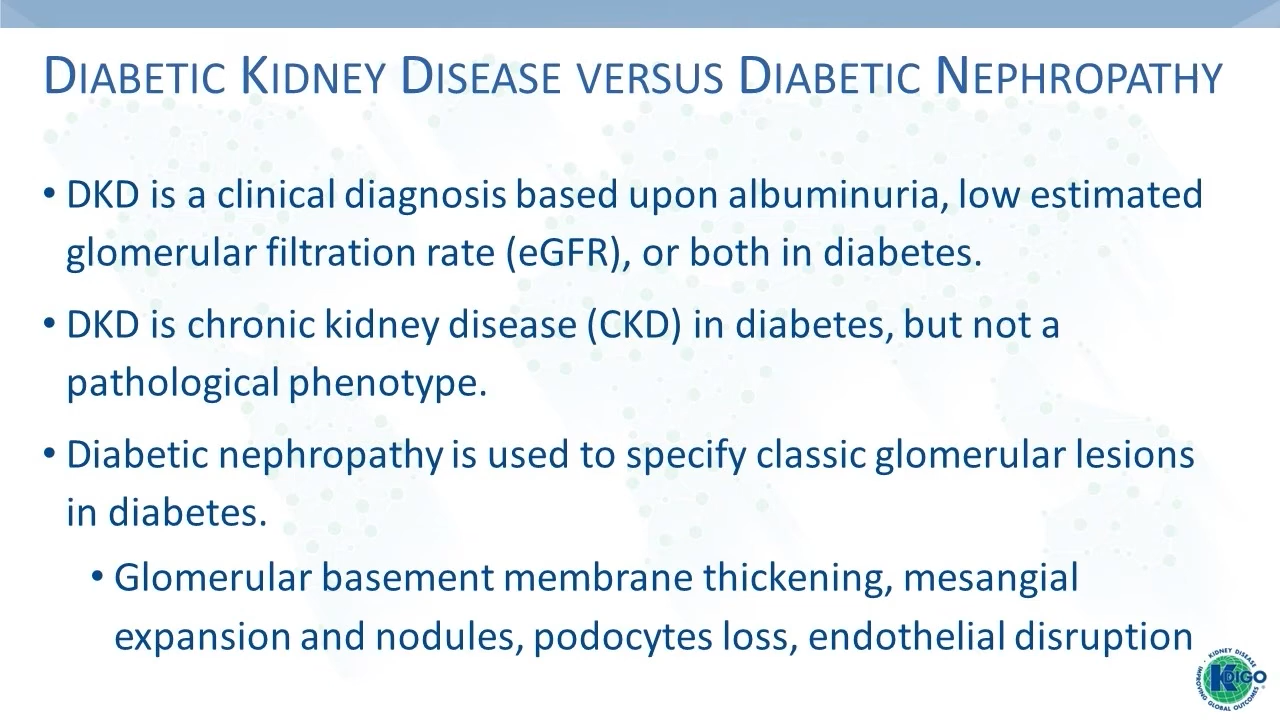 DIABETIC KIDNEY DISEASE VERSUS DIABETIC NEPHROPATHY
• DKD is a clinical diagnosis based upon albuminuria, low estimated
glomerular filtration rate (eGFR), or both in diabetes.
• DKD is chronic kidney disease (CKD) in diabetes, but not a
pathological phenotype.
• Diabetic nephropathy is used to specify classic glomerular lesions
in diabetes.
• Glomerular basement membrane thickening, mesangial
expansion and nodules, podocytes loss, endothelial disruption
KIDNEY DISEASE
KDIGO
IMPROVING GLOBAL OUTCOMES